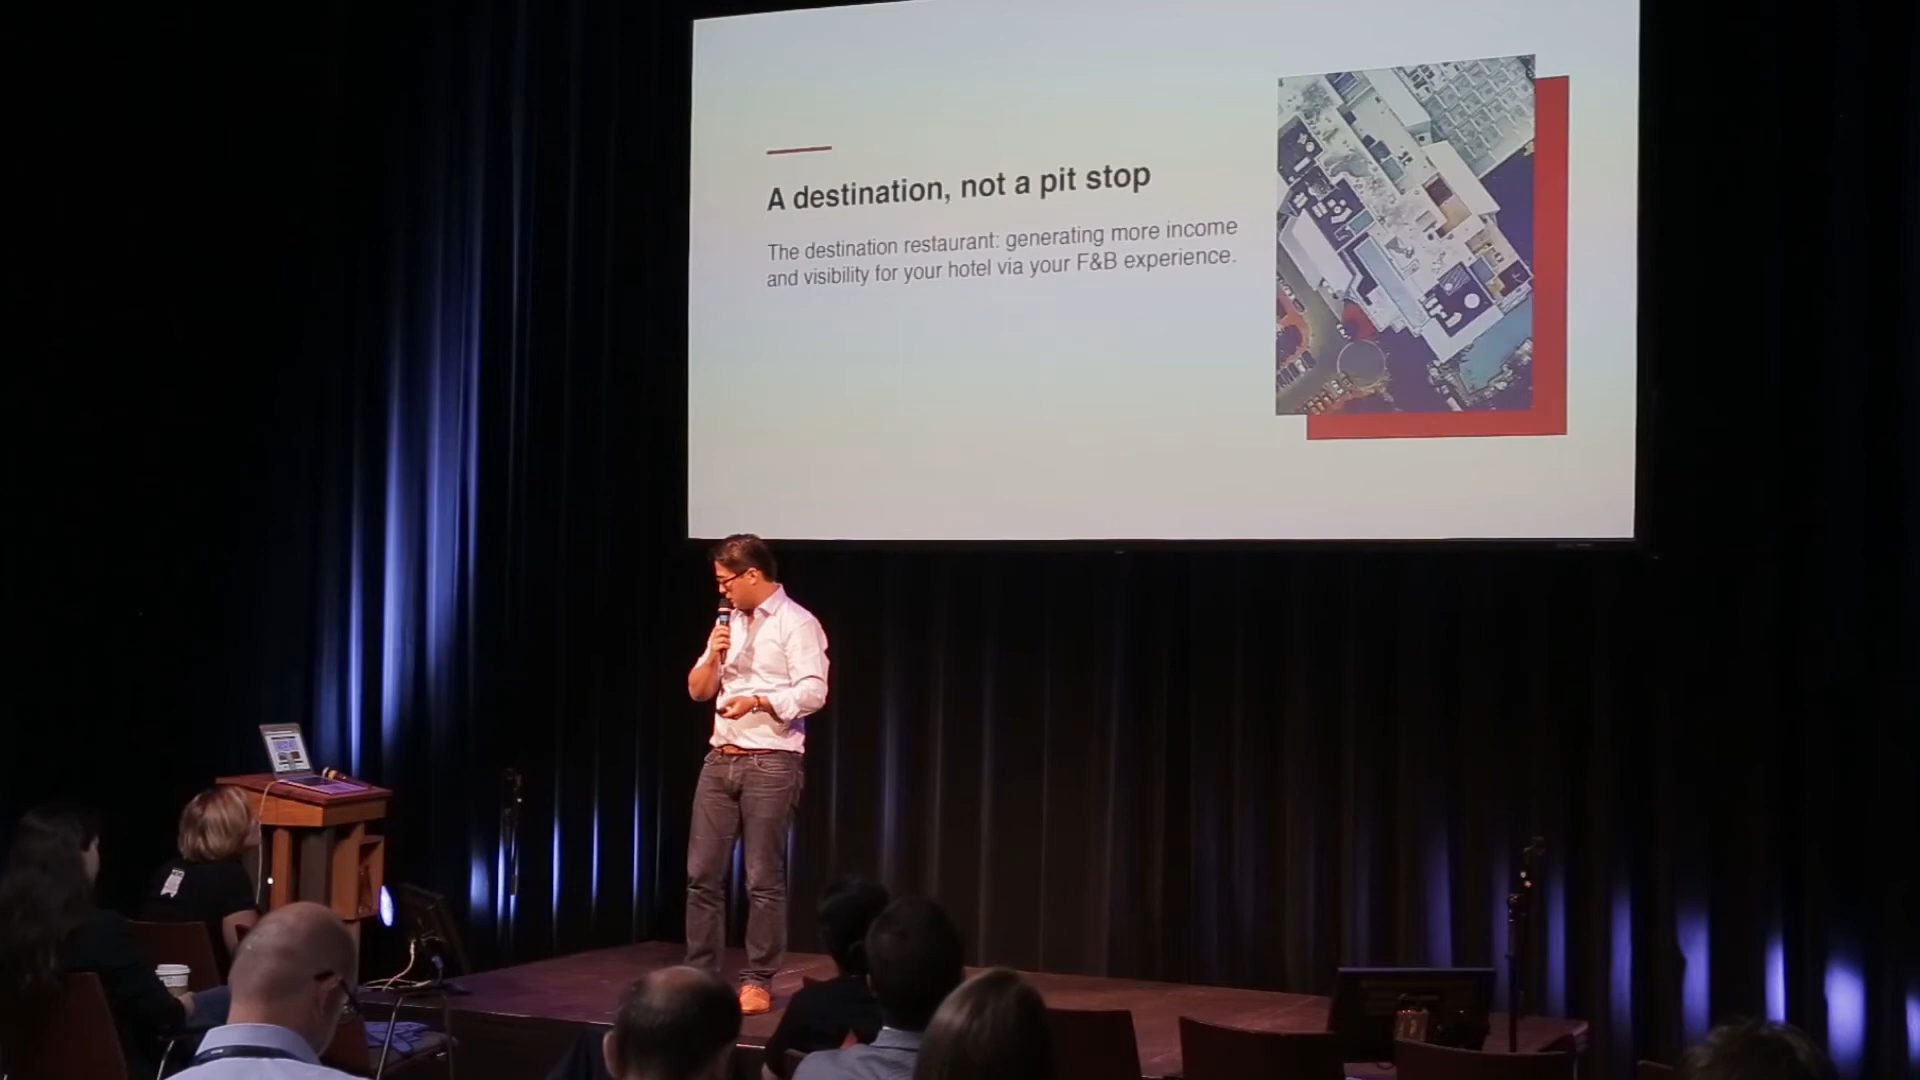 A destination, not a pit stop
The destination restaurant: generating more income
and visibility for your hotel via your F&B experience.